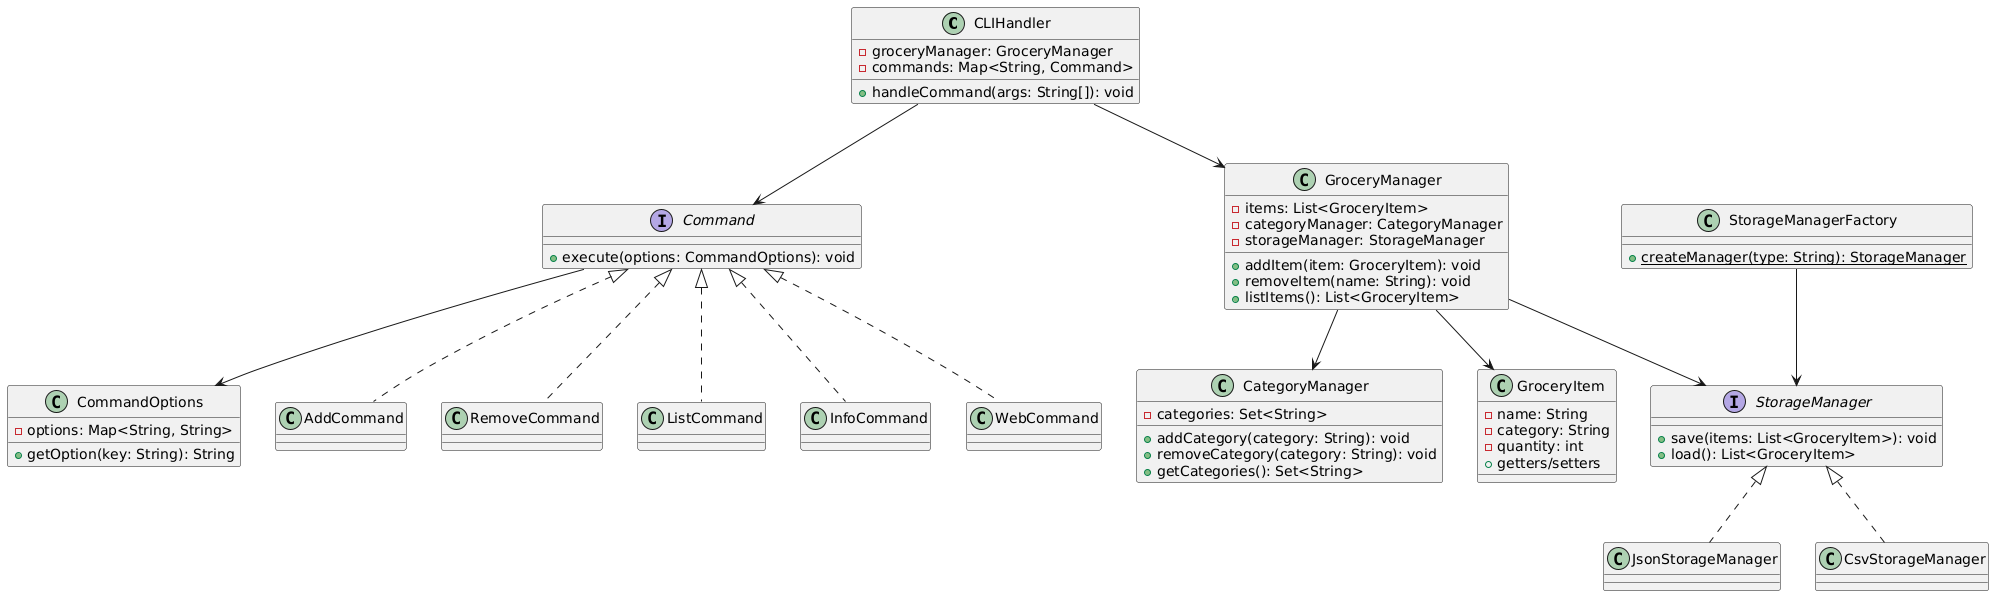 C CLIHandler
groceryManager: GroceryManager
commands: Map<String, Command>
handleCommand(args: String[]): void
I Command
execute(options: CommandOptions): void
C GroceryManager
items: List<GroceryItem>
categoryManager: CategoryManager
storageManager: StorageManager
addItem(item: GroceryItem): void
removeItem(name: String): void
listItems(): List<GroceryItem>
C StorageManagerFactory
createManager(type: String): StorageManager
C CommandOptions
options: Map<String, String>
getOption(key: String): String
C AddCommand
C RemoveCommand
C ListCommand
C InfoCommand
C WebCommand
C CategoryManager
categories: Set<String>
addCategory(category: String): void
removeCategory(category: String): void
getCategories(): Set<String>
C GroceryItem
name: String
category: String
quantity: int
getters/setters
I StorageManager
save(items: List<GroceryItem>): void
load(): List<GroceryItem>
C JsonStorageManager
C CsvStorageManager